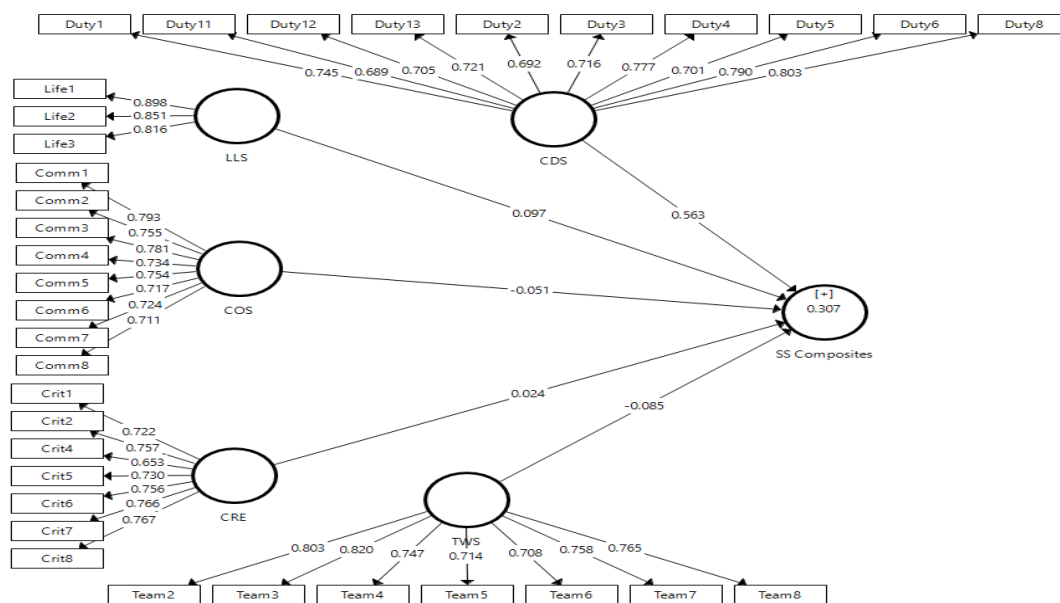 Duty1 Duty11 Duty12 Duty13 Duty2 Duty3 Duty4 Duty5 Duty6 Duty8
0.745 0.689 0.705 0.721 0.692 0.716 0.777 0.701 0.790 0.803
Life1
Life2
Life3
0.898
0.851
0.816
LLS
CDS
Comm1
Comm2
Comm3
Comm4
Comm5
Comm6
Comm7
Comm8
0.793
0.755
0.781
0.734
0.754
0.717
0.724
0.711
COS
0.097
0.563
-0.051
[+]
0.307
SS Composites
0.024
-0.085
Crit1
Crit2
Crit4
Crit5
Crit6
Crit7
Crit8
0.722
0.757
0.653
0.730
0.756
0.766
0.767
CRE
TWS
0.803 0.820 0.747 0.714 0.708 0.758 0.765
Team2 Team3 Team4 Team5 Team6 Team7 Team8